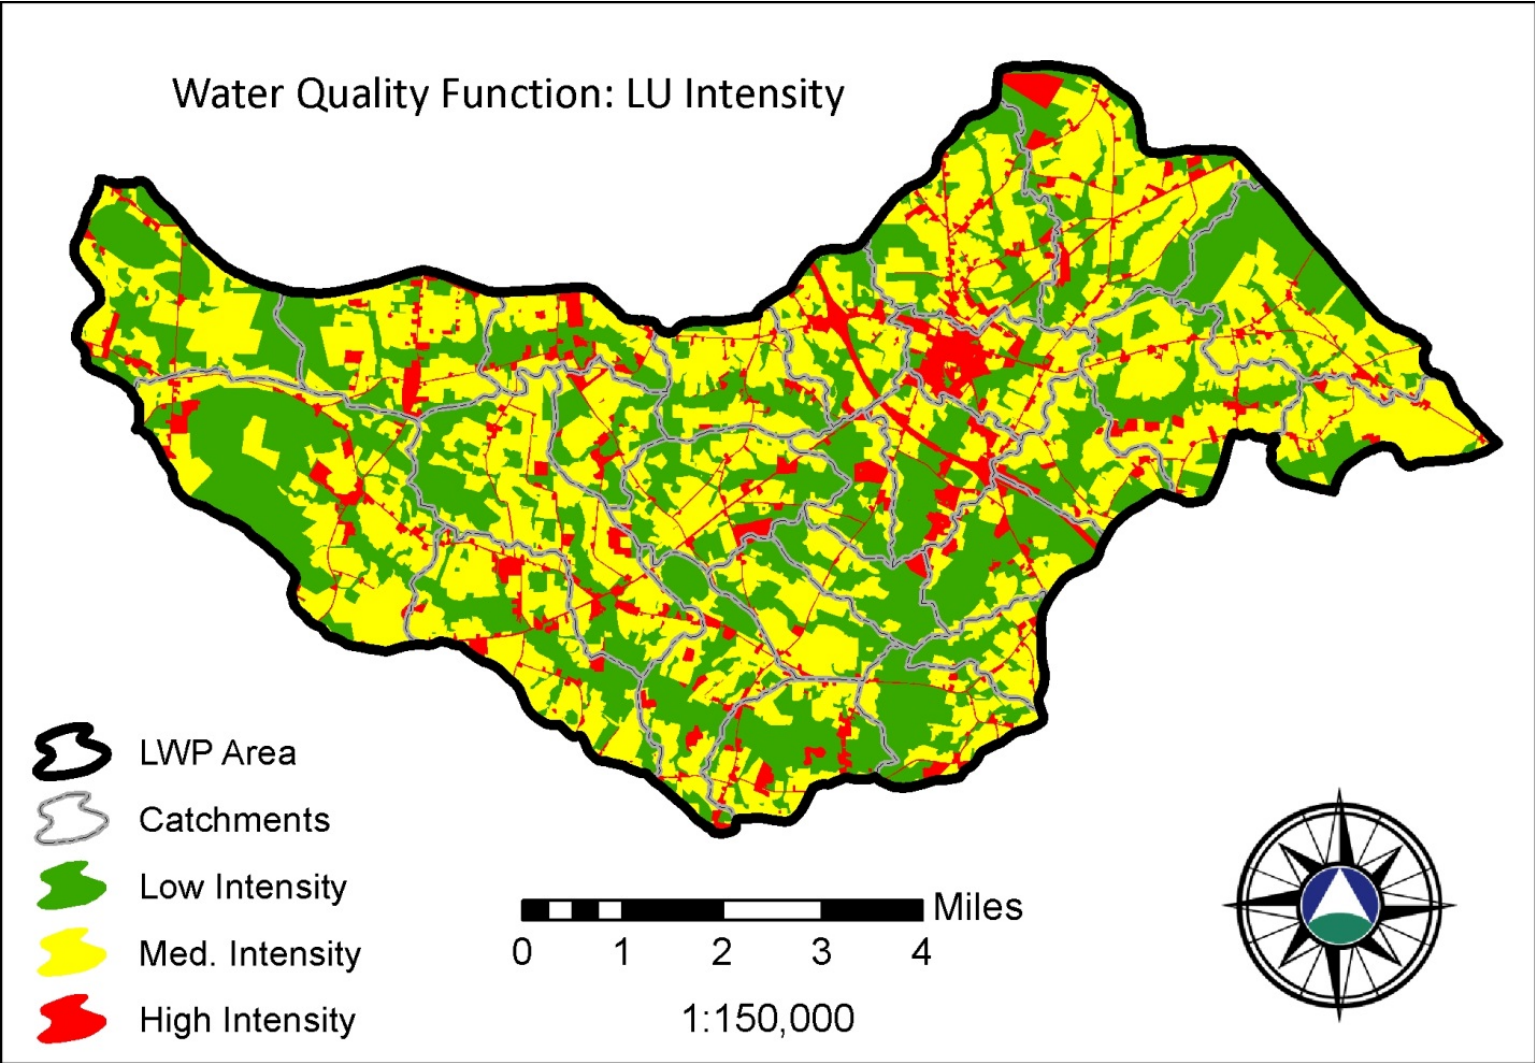 Water Quality Function: LU Intensity
LWP Area
Catchments
Low Intensity
Med. Intensity
High Intensity
Miles
0 1 2 3 4
1:150,000